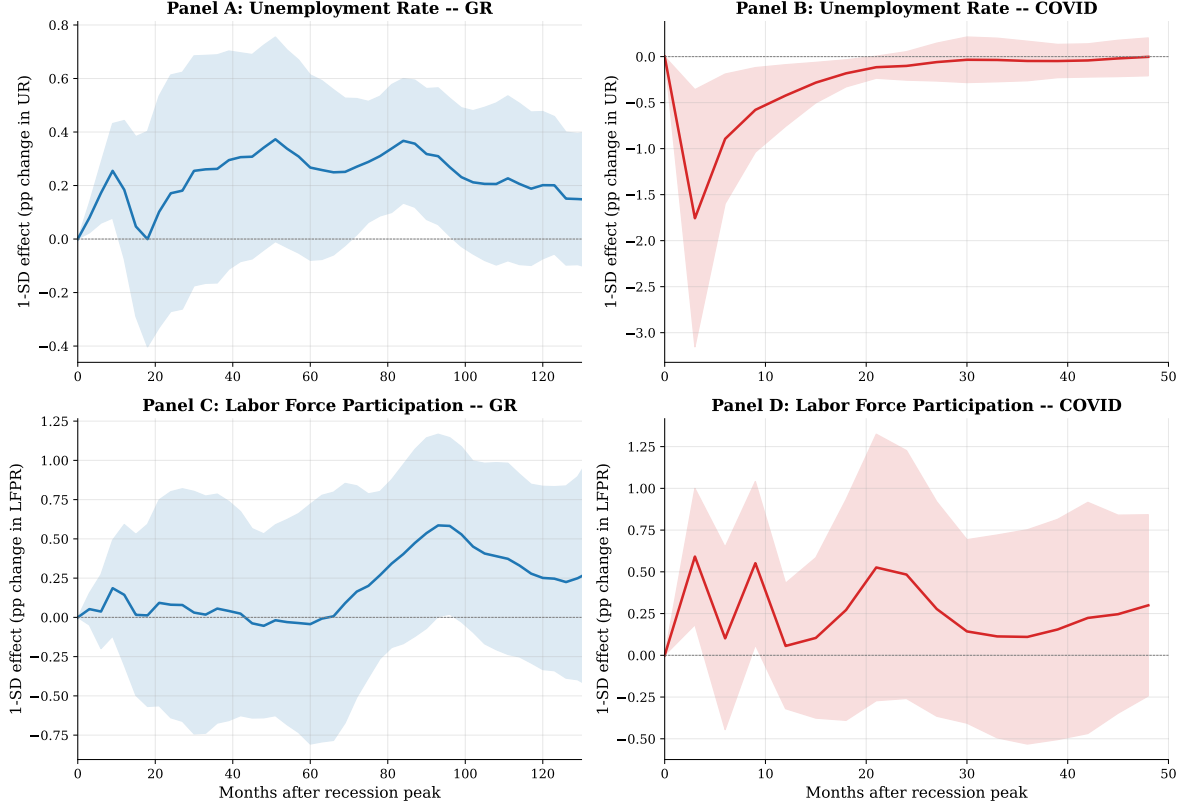 Panel A: Unemployment Rate -- GR
1-SD effect (pp change in UR)
0.8
0.6
0.4
0.2
0.0
−0.2
−0.4
0 20 40 60 80 100 120
Panel B: Unemployment Rate -- COVID
1-SD effect (pp change in UR)
0.0
−0.5
−1.0
−1.5
−2.0
−2.5
−3.0
0 10 20 30 40 50
Panel C: Labor Force Participation -- GR
1-SD effect (pp change in LFPR)
1.25
1.00
0.75
0.50
0.25
0.00
−0.25
−0.50
−0.75
0 20 40 60 80 100 120
Months after recession peak
Panel D: Labor Force Participation -- COVID
1-SD effect (pp change in LFPR)
1.25
1.00
0.75
0.50
0.25
0.00
−0.25
−0.50
0 10 20 30 40 50
Months after recession peak